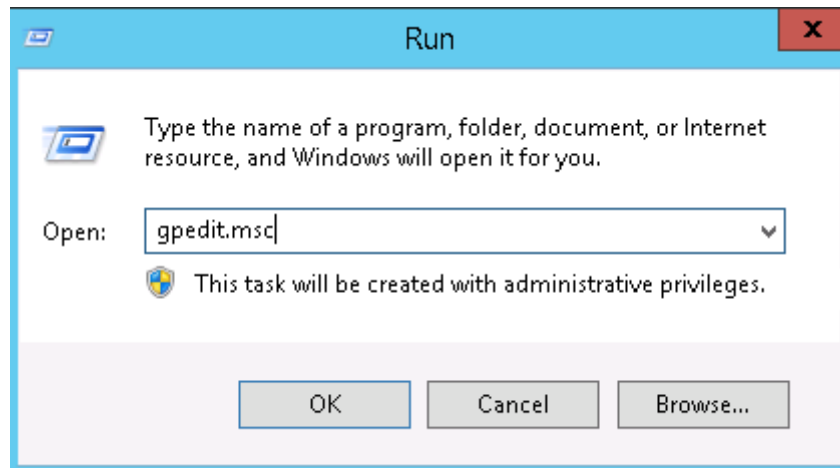 Run
x
Type the name of a program, folder, document, or Internet
resource, and Windows will open it for you.
Open: gpedit.msc
This task will be created with administrative privileges.
OK Cancel Browse...